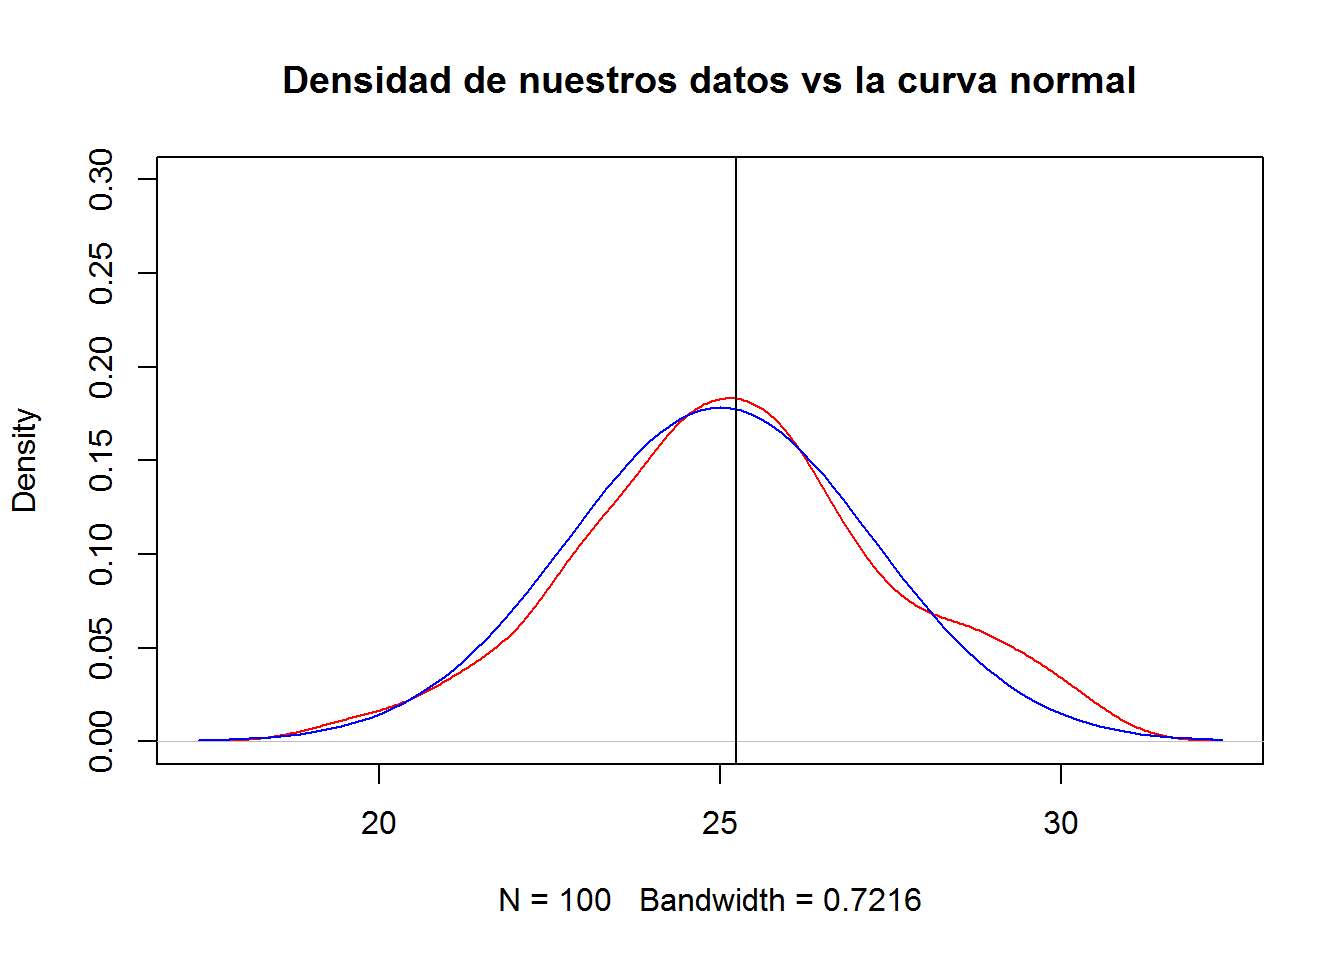 Densidad de nuestros datos vs la curva normal
Density
0.30
0.25
0.20
0.15
0.10
0.05
0.00
20 25 30
N = 100 Bandwidth = 0.7216